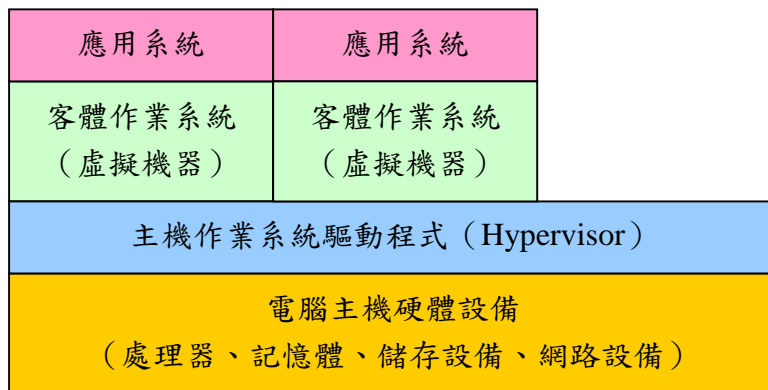 應用系統
應用系統
客體作業系統
（虛擬機器）
客體作業系統
（虛擬機器）
主機作業系統驅動程式（Hypervisor）
電腦主機硬體設備
（處理器、記憶體、儲存設備、網路設備）